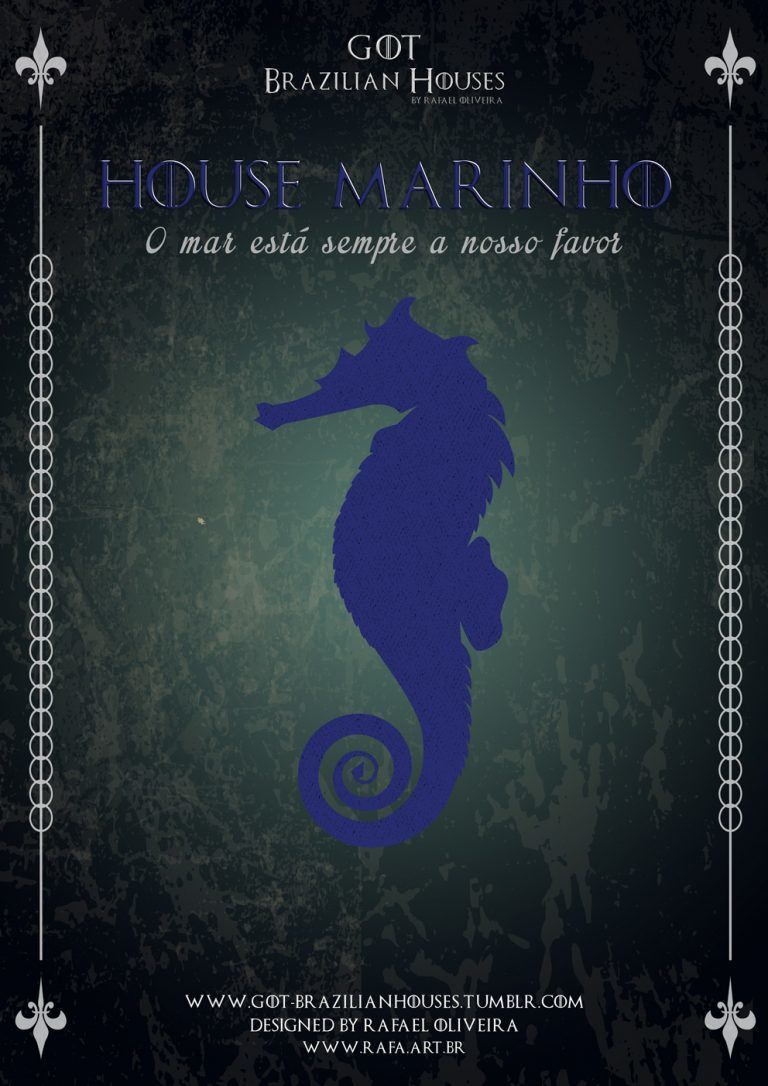 GOT
BRAZILIAN HOUSES
BY RAFAEL OLIVEIRA
HOUSE MARINHO
O mar está sempre a nosso favor
WWW.GOT-BRAZILIANHOUSES.TUMBLR.COM
DESIGNED BY RAFAEL OLIVEIRA
WWW.RAFA.ART.BR